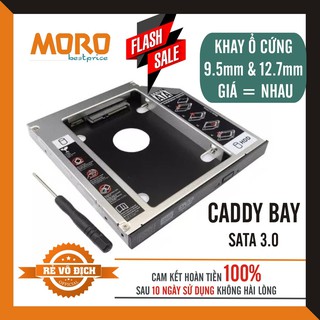 MORO
bestprice
FLASH
SALE
KHAY Ổ CỨNG
9.5mm & 12.7mm
GIÁ = NHAU
HDD
CADDY BAY
SATA 3.0
RẺ VÔ ĐỊCH
CAM KẾT HOÀN TIỀN 100%
SAU 10 NGÀY SỬ DỤNG KHÔNG HÀI LÒNG